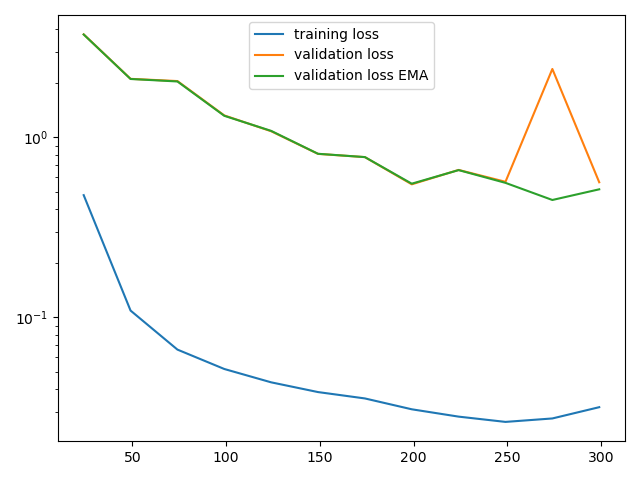 training loss
validation loss
validation loss EMA
10⁰
10⁻¹
50 100 150 200 250 300